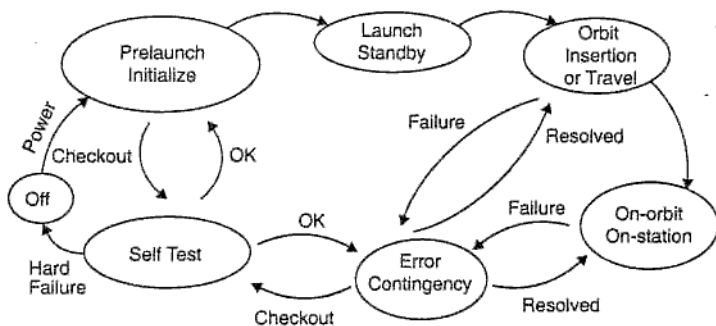 Prelaunch
Initialize
Launch
Standby
Orbit
Insertion
or Travel
Power
Checkout
OK
Failure
Resolved
Off
Self Test
Hard
Failure
OK
Checkout
Error
Contingency
Failure
Resolved
On-orbit
On-station